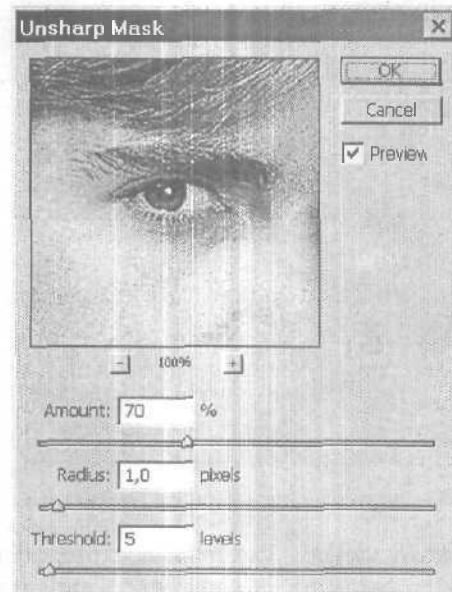 Unsharp Mask
OK
Cancel
Preview
100%
Amount: 70 %
Radius: 1,0 pixels
Threshold: 5 levels